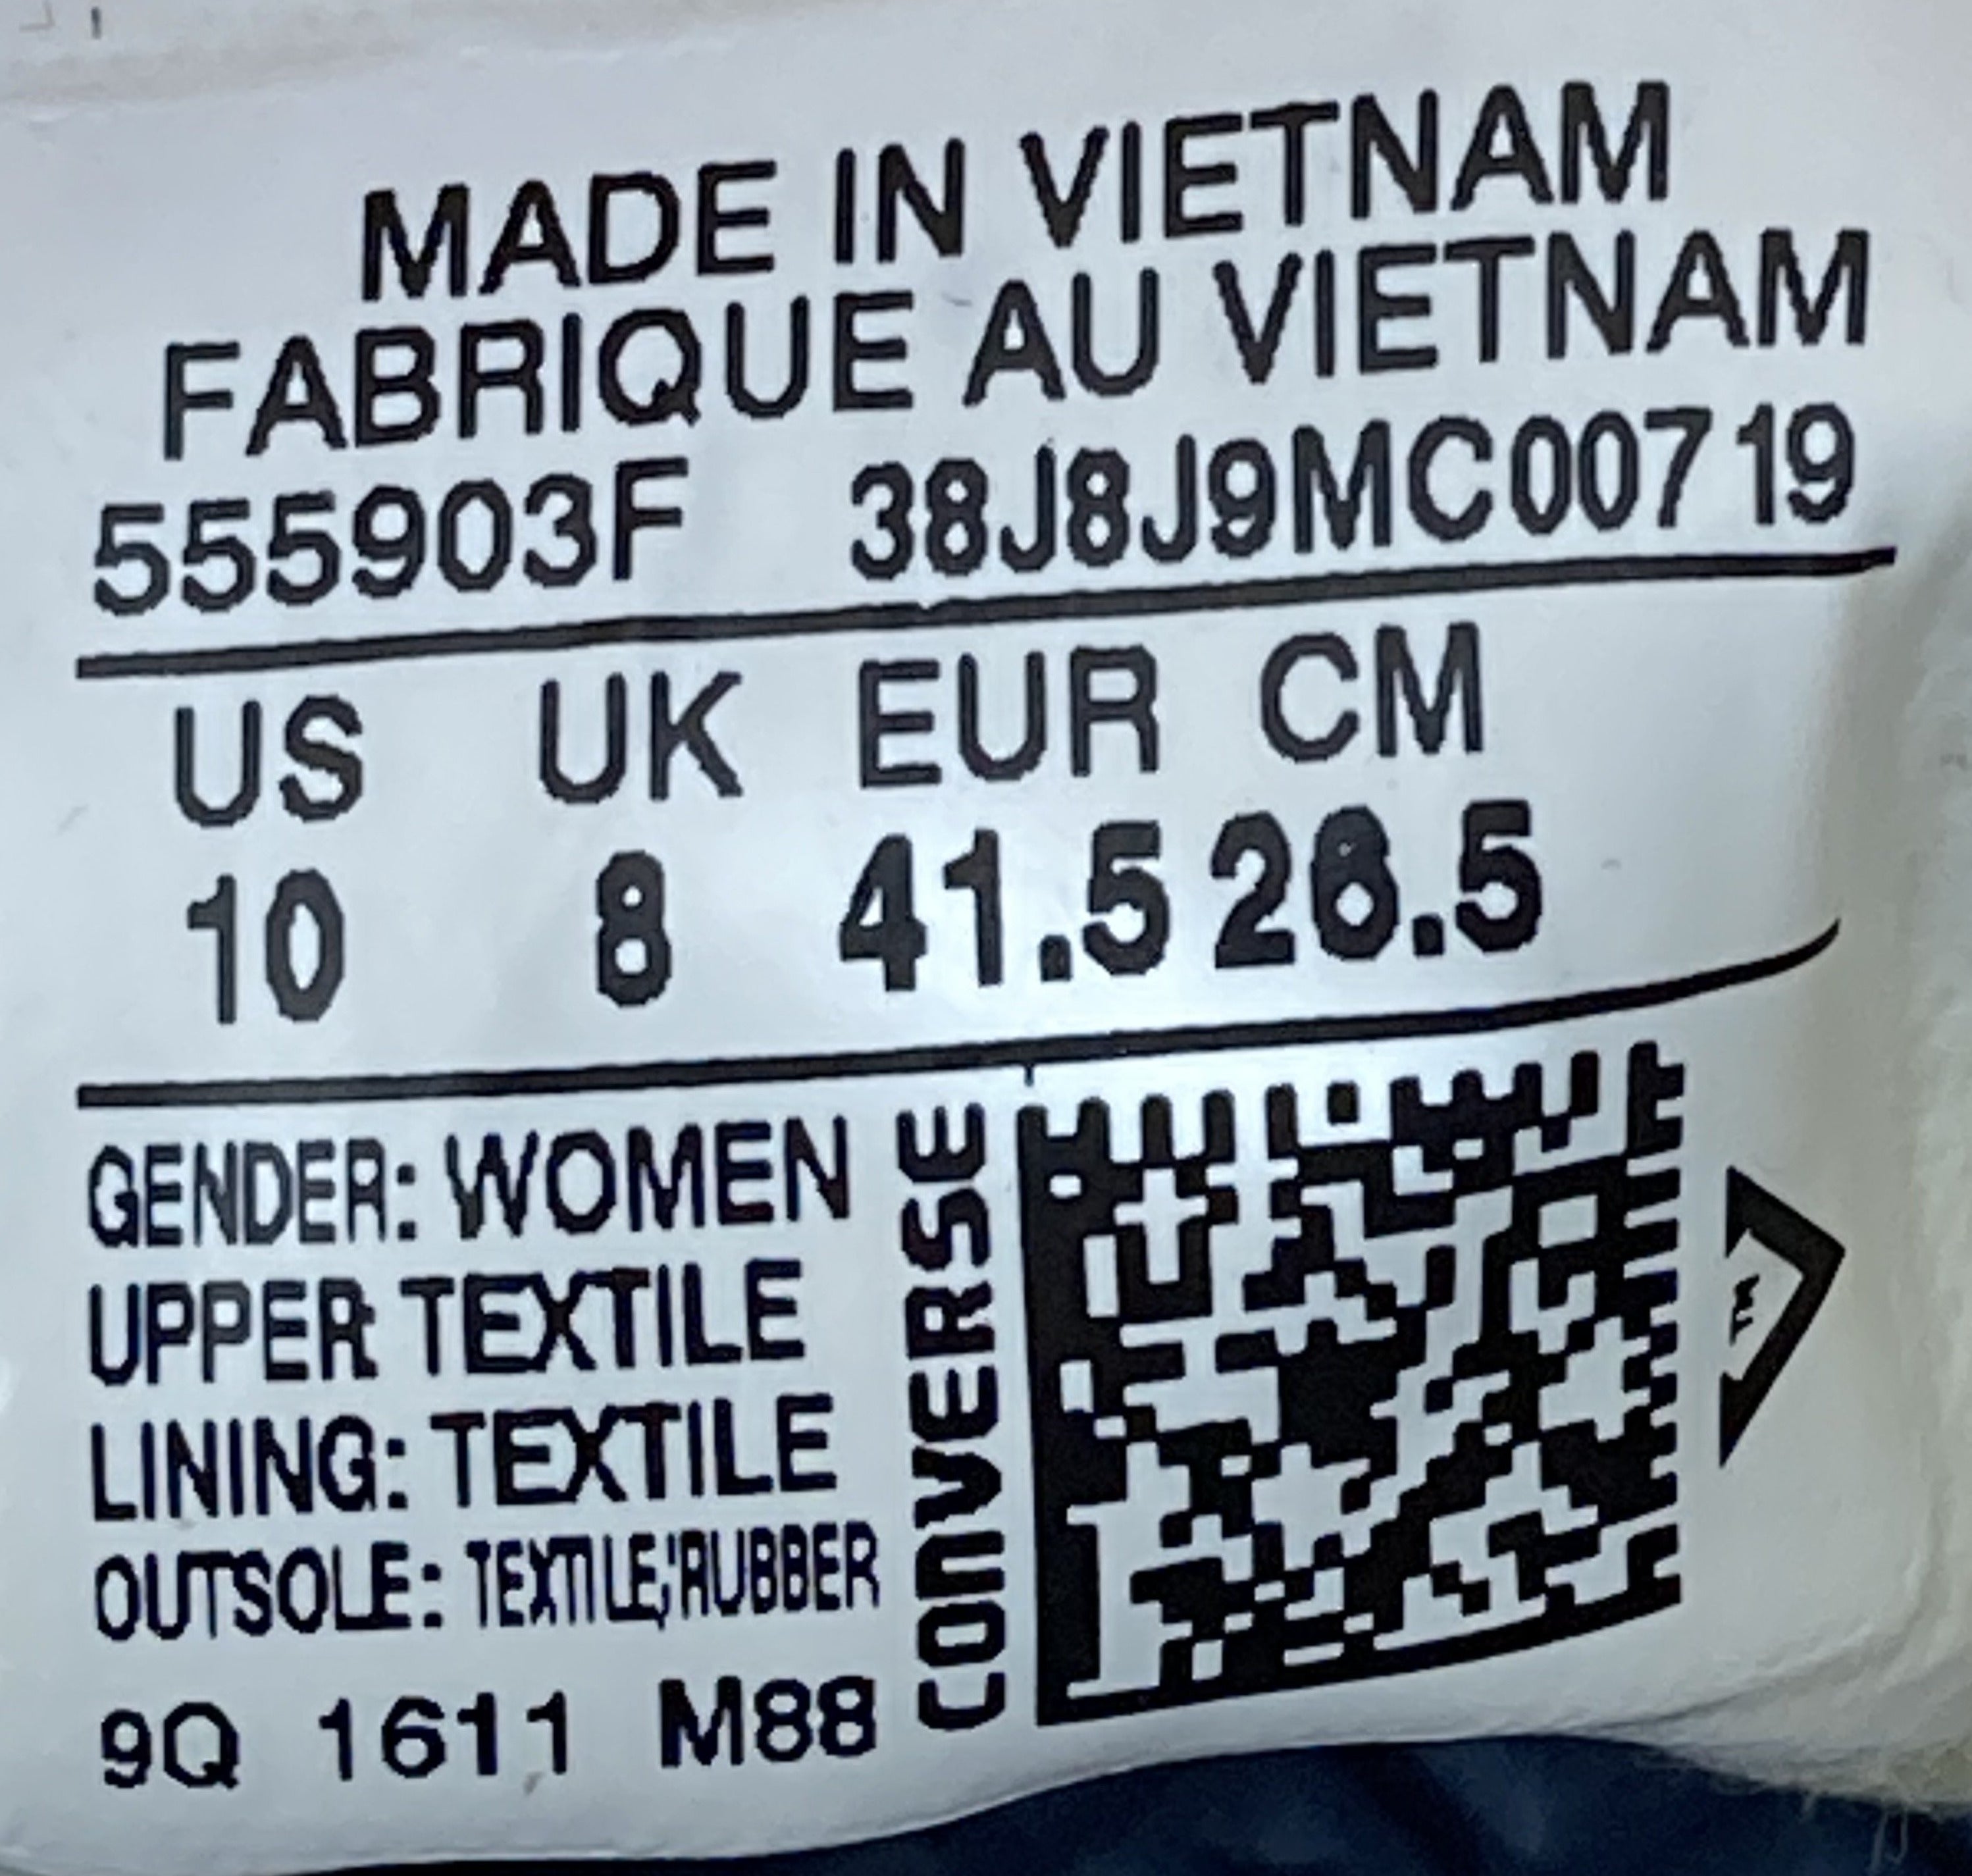 MADE IN VIETNAM
FABRIQUE AU VIETNAM
555903F 38J8J9MC00719
US UK EUR CM
10 8 41.5 26.5
GENDER: WOMEN
UPPER TEXTILE
LINING: TEXTILE
OUTSOLE: TEXTILE;RUBBER
9Q 1611 M88
CONVERSE
TM